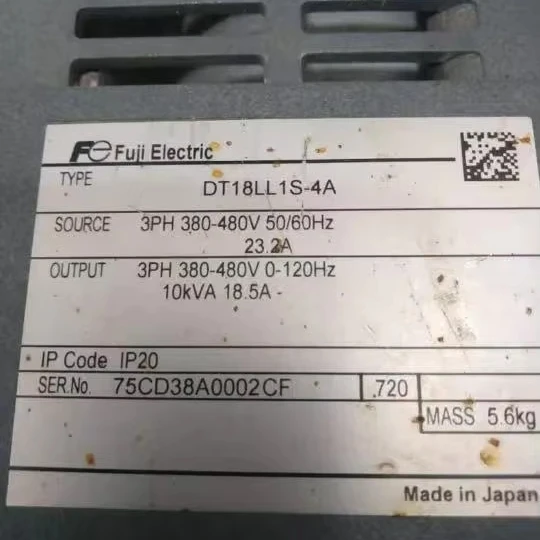 Fe Fuji Electric
TYPE DT18LL1S-4A
SOURCE 3PH 380-480V 50/60Hz
23.2A
OUTPUT 3PH 380-480V 0-120Hz
10kVA 18.5A
IP Code IP20
SER.No. 75CD38A0002CF .720
MASS 5.6kg
Made in Japan